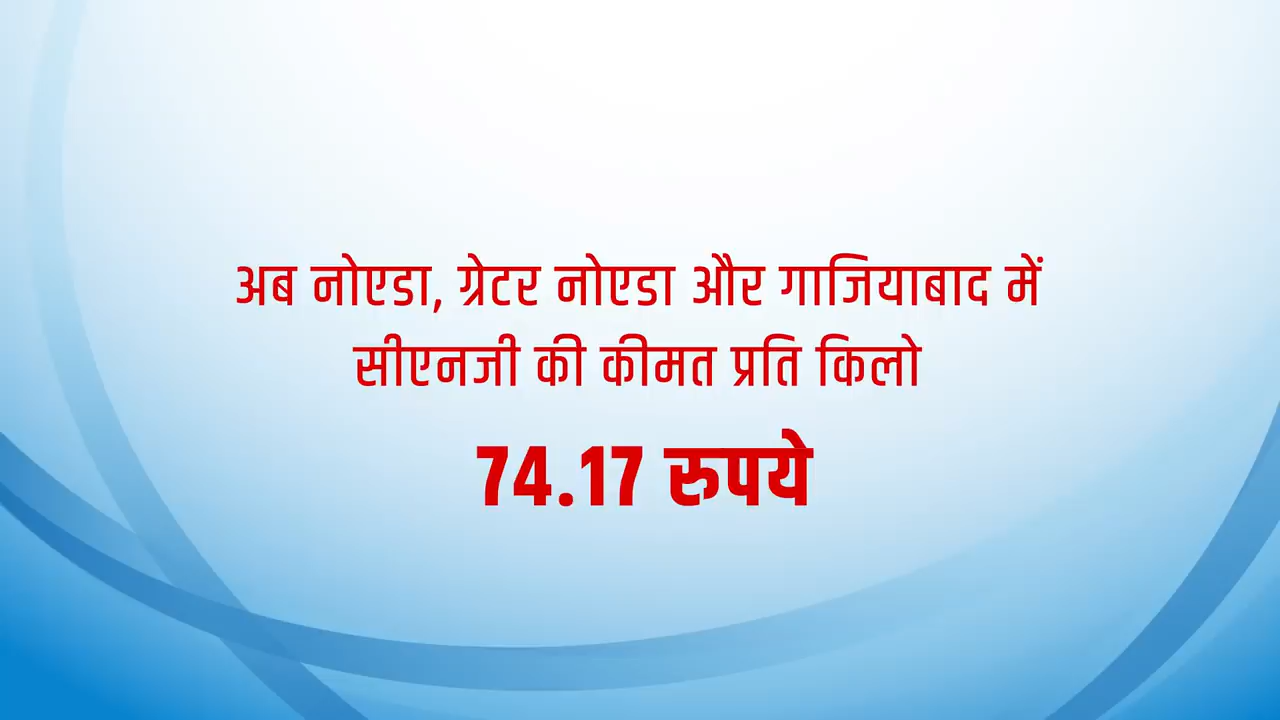 अब नोएडा, ग्रेटर नोएडा और गाजियाबाद में
सीएनजी की कीमत प्रति किलो
74.17 रुपये